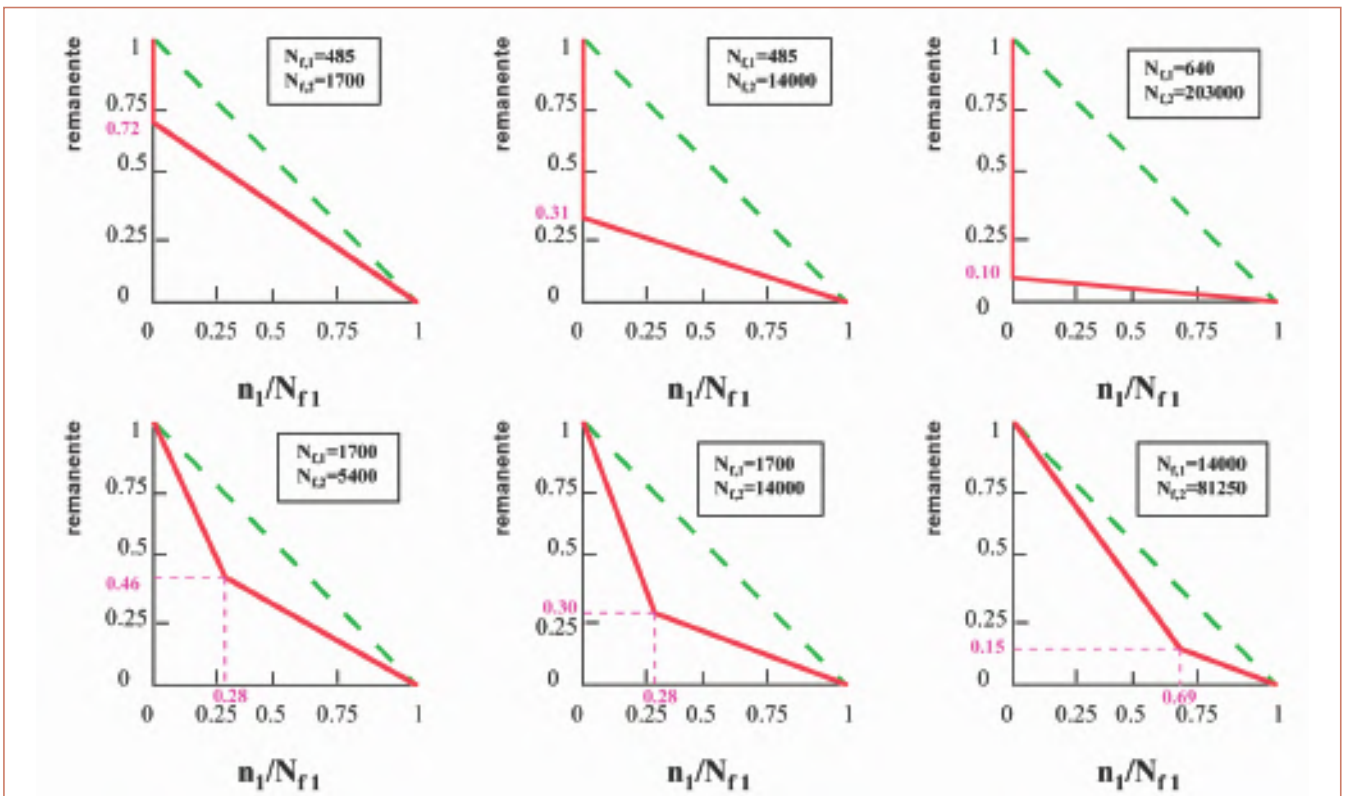 remanente
1
0.75
0.72
0.5
0.25
0
0 0.25 0.5 0.75 1
n1/Nf1
Nf,1=485
Nf,2=1700
remanente
1
0.75
0.5
0.31
0.25
0
0 0.25 0.5 0.75 1
n1/Nf1
Nf,1=485
Nf,2=14000
remanente
1
0.75
0.5
0.25
0.10
0
0 0.25 0.5 0.75 1
n1/Nf1
Nf,1=640
Nf,2=203000
remanente
1
0.75
0.5
0.46
0.25
0
0.28
0 0.25 0.5 0.75 1
n1/Nf1
Nf,1=1700
Nf,2=5400
remanente
1
0.75
0.5
0.30
0.25
0
0.28
0 0.25 0.5 0.75 1
n1/Nf1
Nf,1=1700
Nf,2=14000
remanente
1
0.75
0.5
0.25
0.15
0
0.69
0 0.25 0.5 0.75 1
n1/Nf1
Nf,1=14000
Nf,2=81250